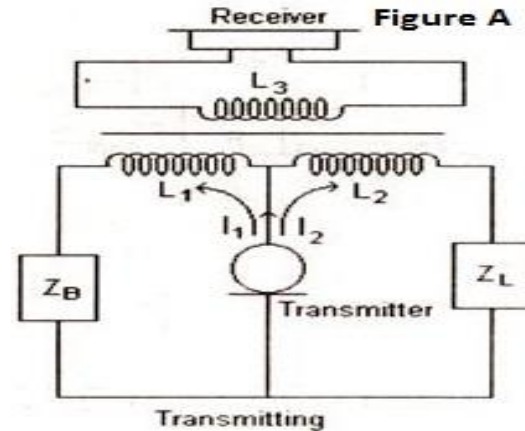 Receiver Figure A
L3
L1 L2
I1 I2
ZB ZL
Transmitter
Transmitting